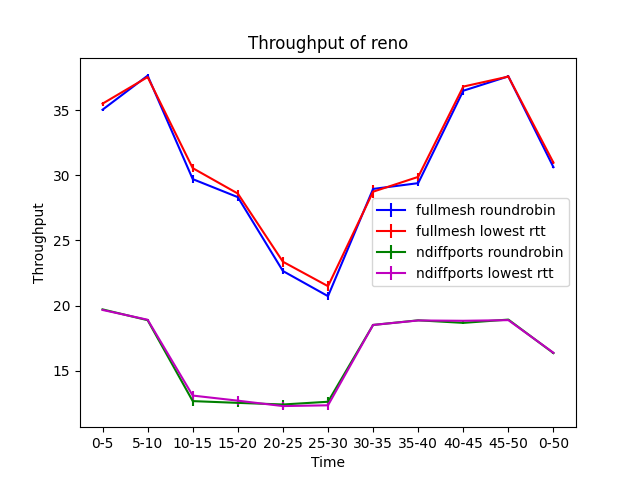 Throughput of reno
Throughput
35
30
25
20
15
fullmesh roundrobin
fullmesh lowest rtt
ndiffports roundrobin
ndiffports lowest rtt
0-5 5-10 10-15 15-20 20-25 25-30 30-35 35-40 40-45 45-50 0-50
Time